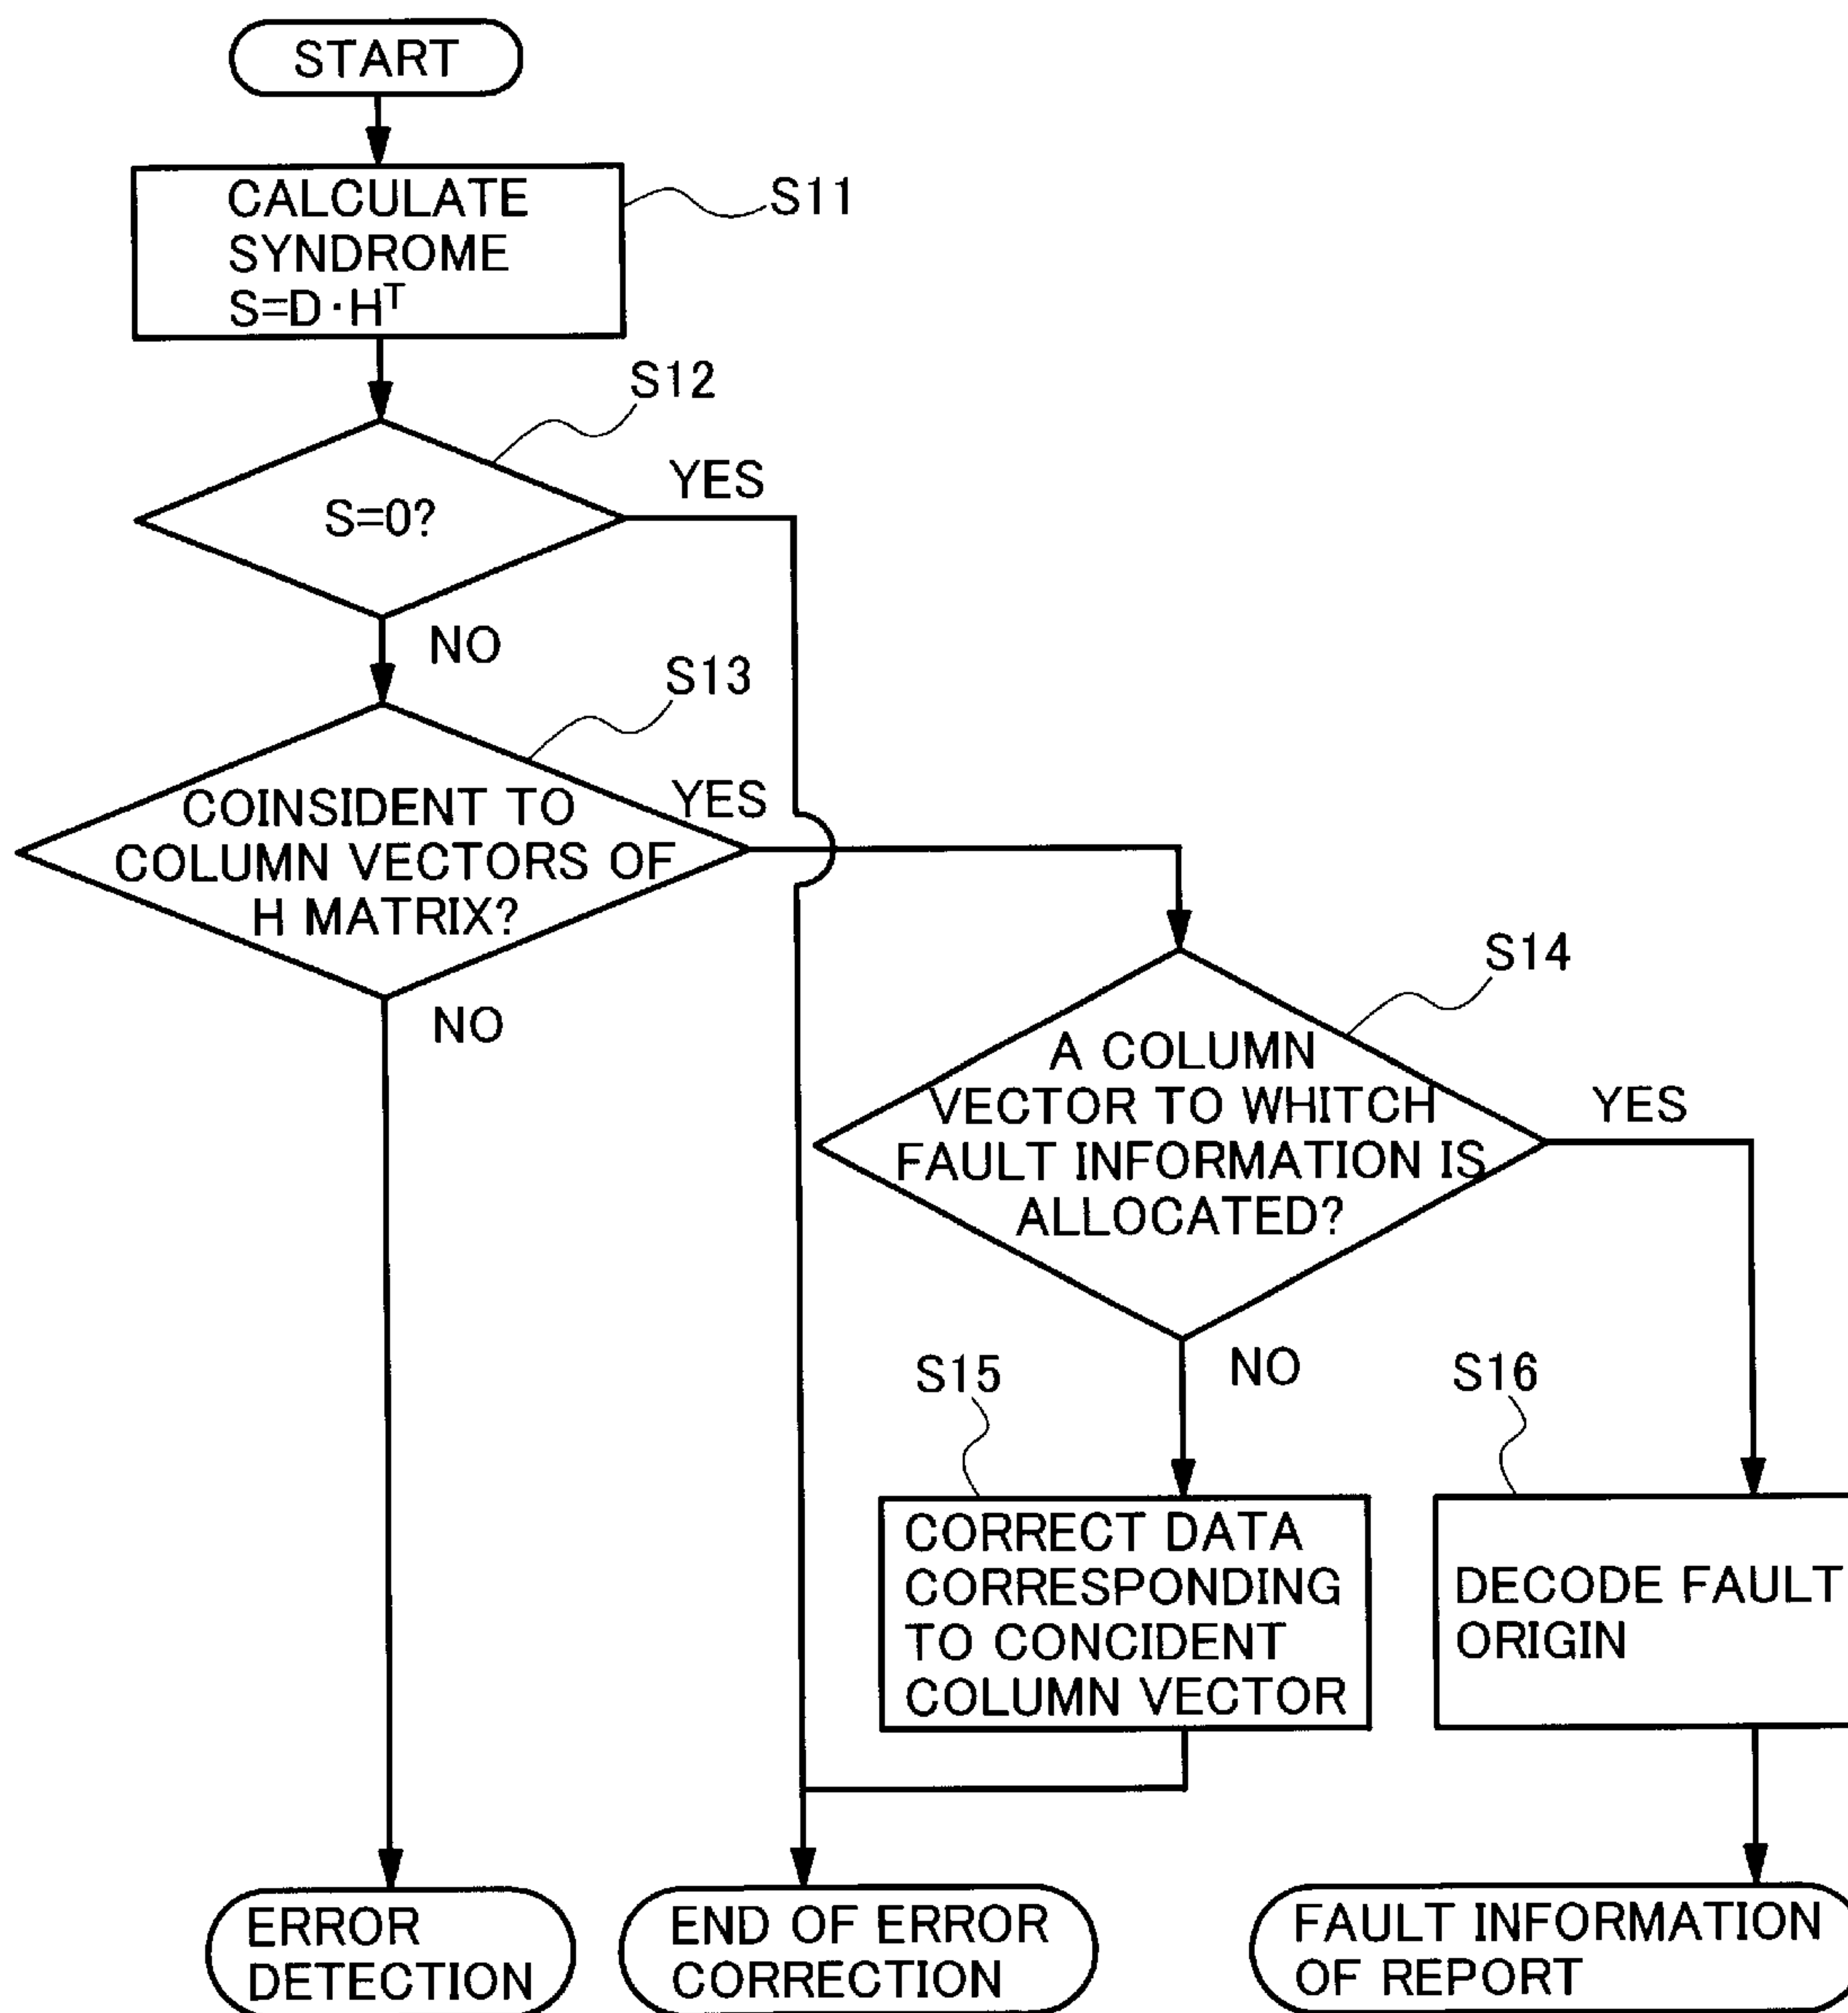 START
CALCULATE
SYNDROME
S=D·Hᵀ
S11
S12
S=0?
YES
NO
S13
COINSIDENT TO
COLUMN VECTORS OF
H MATRIX?
YES
NO
S14
A COLUMN
VECTOR TO WHITCH
FAULT INFORMATION IS
ALLOCATED?
YES
NO
S15
CORRECT DATA
CORRESPONDING
TO CONCIDENT
COLUMN VECTOR
S16
DECODE FAULT
ORIGIN
ERROR
DETECTION
END OF ERROR
CORRECTION
FAULT INFORMATION
OF REPORT